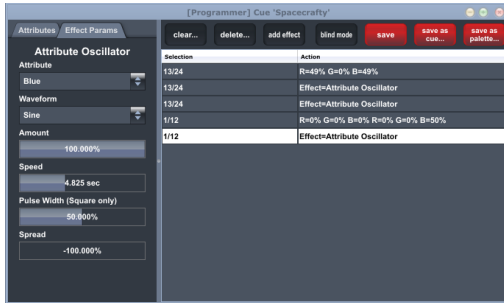 [Programmer] Cue 'Spacecrafty'
Attributes Effect Params
Attribute Oscillator
Attribute
Blue
Waveform
Sine
Amount
100.000%
Speed
4.825 sec
Pulse Width (Square only)
50.000%
Spread
-100.000%
clear... delete... add effect blind mode save save as cue... save as palette...
Selection Action
13/24 R=49% G=0% B=49%
13/24 Effect=Attribute Oscillator
13/24 Effect=Attribute Oscillator
1/12 R=0% G=0% B=0% R=0% G=0% B=50%
1/12 Effect=Attribute Oscillator